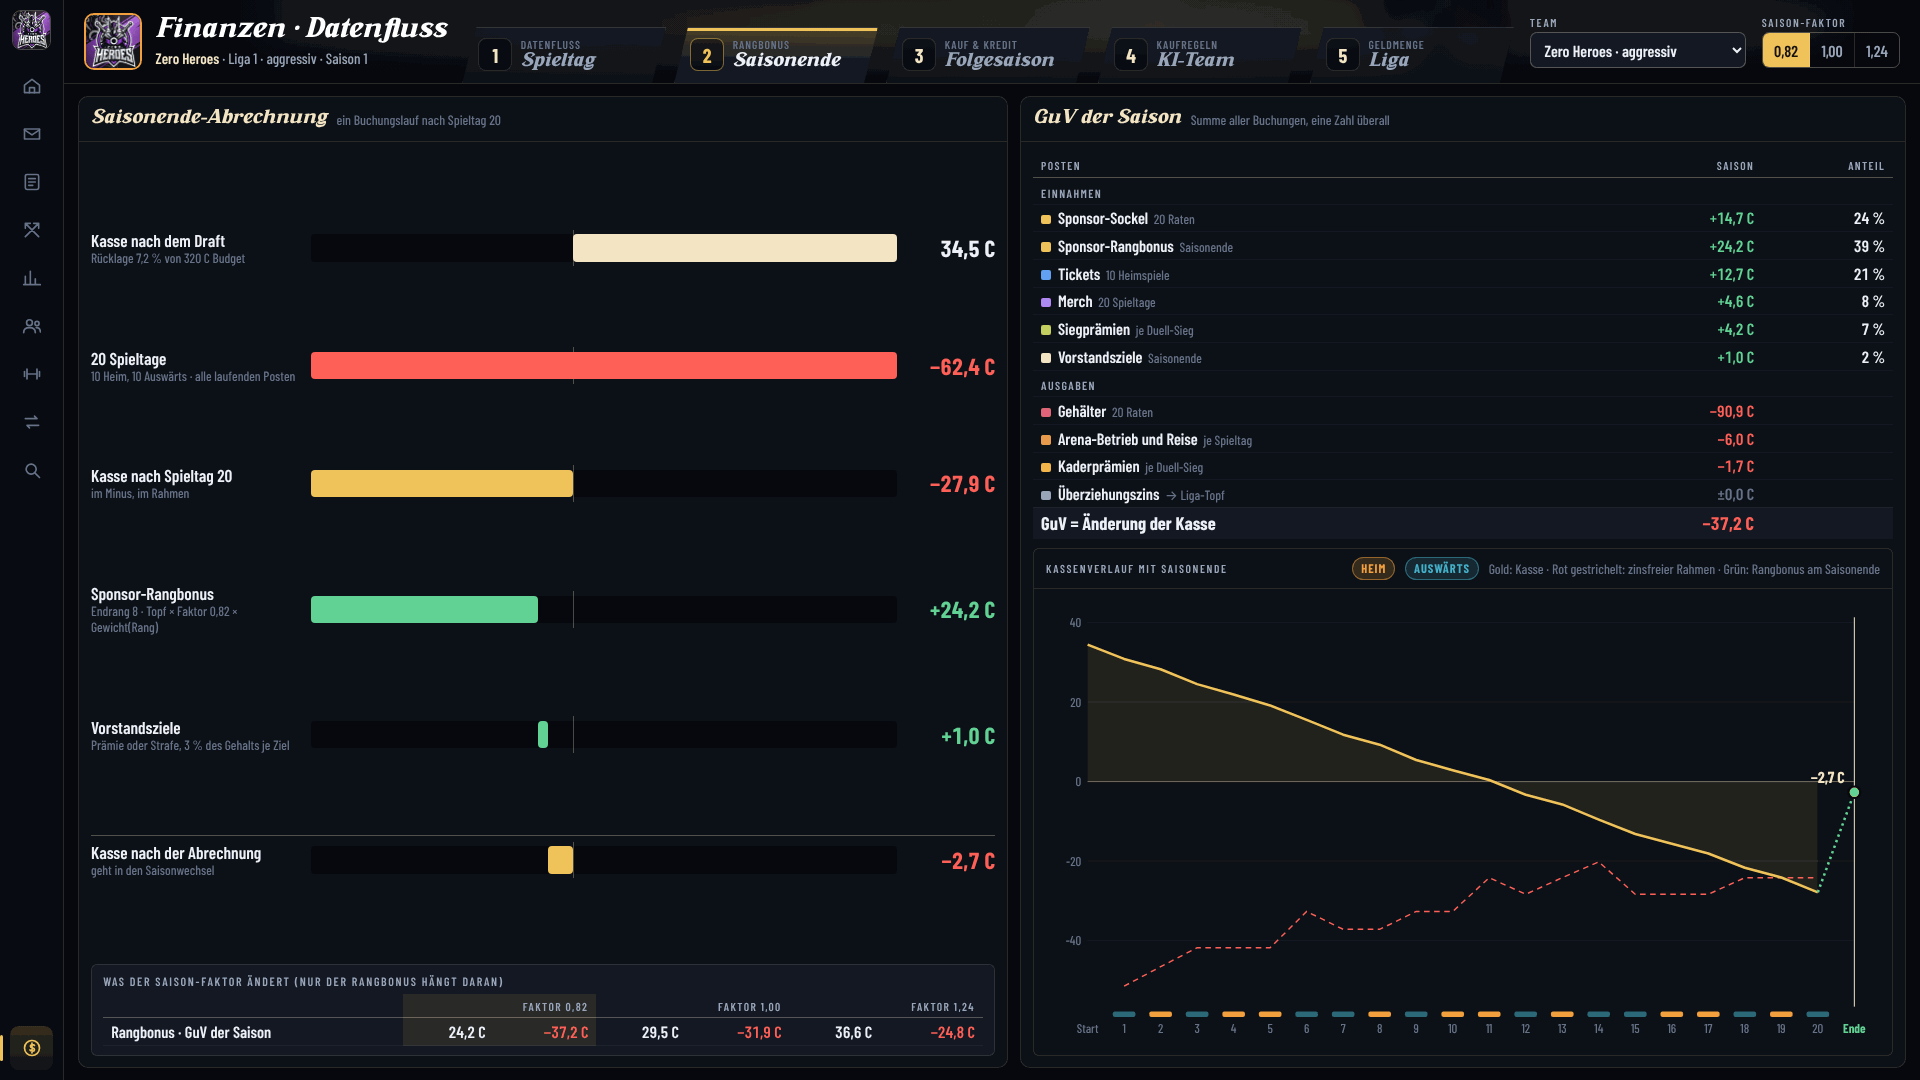 HEROES
HEROES
Finanzen · Datenfluss
Zero Heroes · Liga 1 · aggressiv · Saison 1
1 DATENFLUSS Spieltag
2 RANGBONUS Saisonende
3 KAUF & KREDIT Folgesaison
4 KAUFREGELN KI-Team
5 GELDMENGE Liga
TEAM
Zero Heroes · aggressiv
SAISON-FAKTOR
0,82 1,00 1,24
Saisonende-Abrechnung ein Buchungslauf nach Spieltag 20
Kasse nach dem Draft
Rücklage 7,2 % von 320 C Budget
34,5 C
20 Spieltage
10 Heim, 10 Auswärts · alle laufenden Posten
−62,4 C
Kasse nach Spieltag 20
im Minus, im Rahmen
−27,9 C
Sponsor-Rangbonus
Endrang 8 · Topf × Faktor 0,82 ×
Gewicht(Rang)
+24,2 C
Vorstandsziele
Prämie oder Strafe, 3 % des Gehalts je Ziel
+1,0 C
Kasse nach der Abrechnung
geht in den Saisonwechsel
−2,7 C
WAS DER SAISON-FAKTOR ÄNDERT (NUR DER RANGBONUS HÄNGT DARAN)
FAKTOR 0,82 FAKTOR 1,00 FAKTOR 1,24
Rangbonus · GuV der Saison 24,2 C −37,2 C 29,5 C −31,9 C 36,6 C −24,8 C
GuV der Saison Summe aller Buchungen, eine Zahl überall
POSTEN SAISON ANTEIL
EINNAHMEN
Sponsor-Sockel 20 Raten +14,7 C 24 %
Sponsor-Rangbonus Saisonende +24,2 C 39 %
Tickets 10 Heimspiele +12,7 C 21 %
Merch 20 Spieltage +4,6 C 8 %
Siegprämien je Duell-Sieg +4,2 C 7 %
Vorstandsziele Saisonende +1,0 C 2 %
AUSGABEN
Gehälter 20 Raten −90,9 C
Arena-Betrieb und Reise je Spieltag −6,0 C
Kaderprämien je Duell-Sieg −1,7 C
Überziehungszins → Liga-Topf ±0,0 C
GuV = Änderung der Kasse −37,2 C
KASSENVERLAUF MIT SAISONENDE HEIM AUSWÄRTS Gold: Kasse · Rot gestrichelt: zinsfreier Rahmen · Grün: Rangbonus am Saisonende
40
20
0
-20
-40
−2,7 C
Start 1 2 3 4 5 6 7 8 9 10 11 12 13 14 15 16 17 18 19 20 Ende